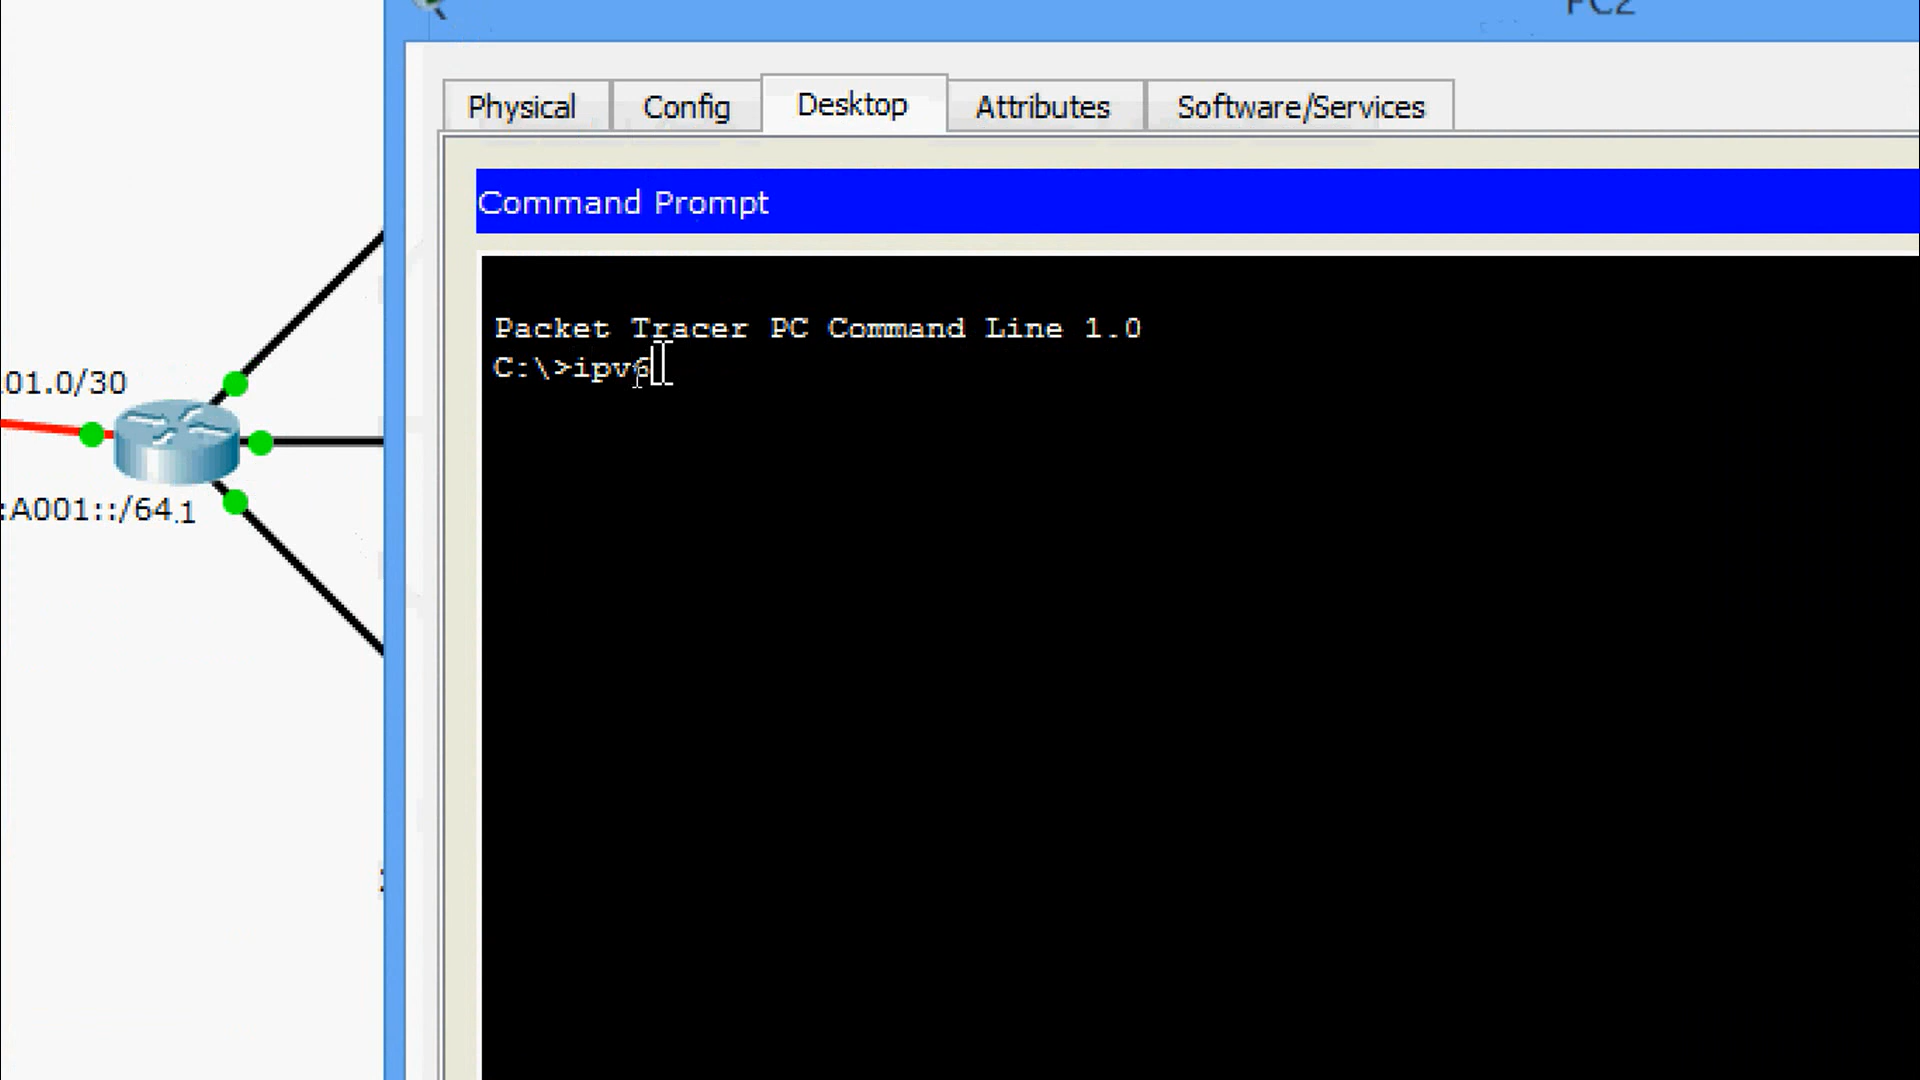 PC2
Physical
Config
Desktop
Attributes
Software/Services
Command Prompt
Packet Tracer PC Command Line 1.0
C:\>ipv6
01.0/30
:A001::/64
.1